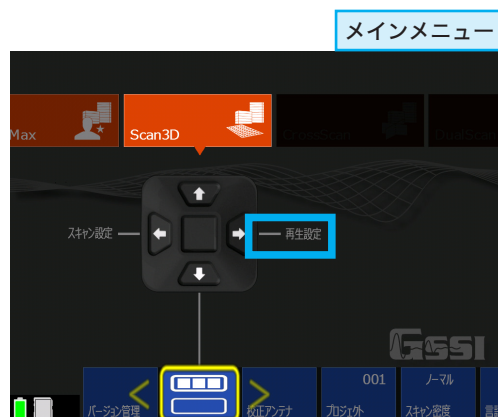 メインメニュー
Max
Scan3D
CrossScan
DualScan
スキャン設定
再生設定
GSSI
001
ノーマル
バージョン管理
校正アンテナ
プロジェクト
スキャン密度